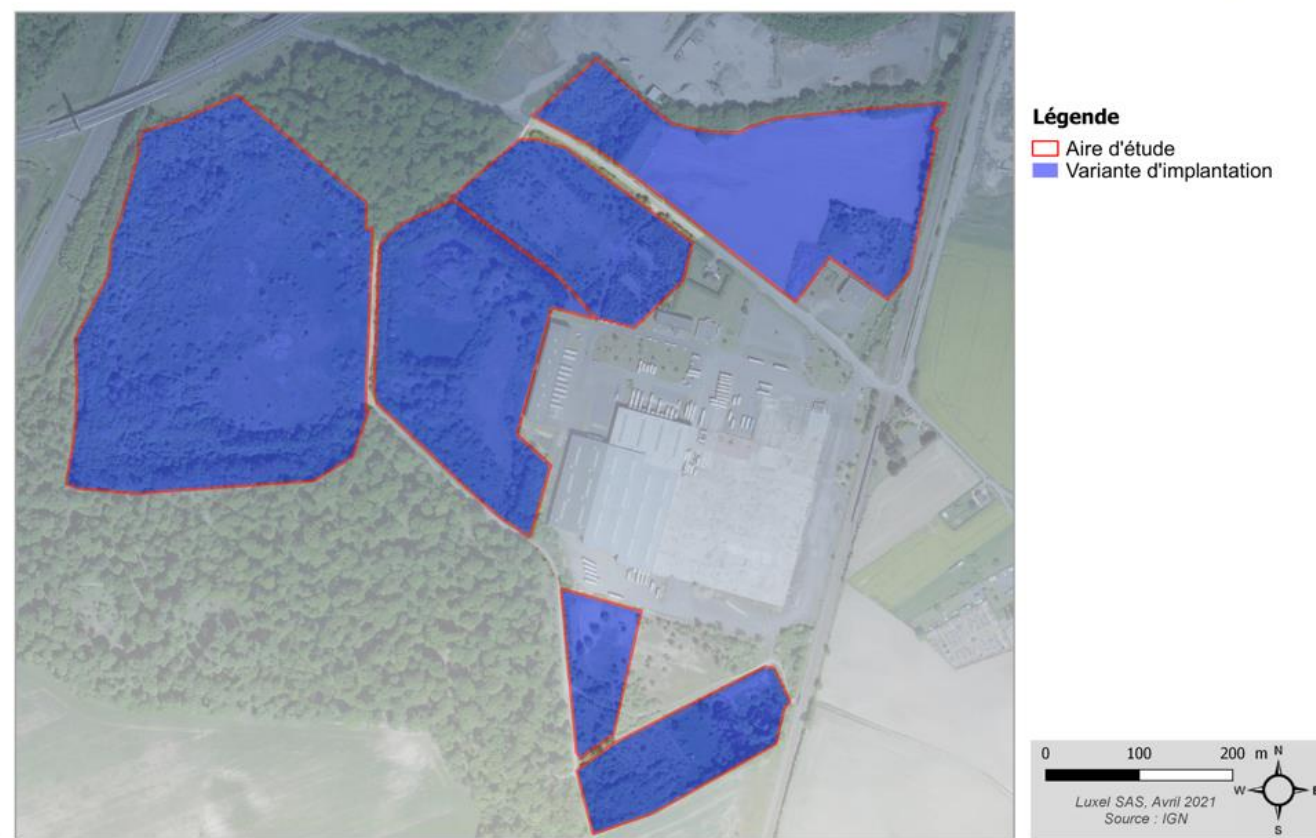 Légende
Aire d'étude
Variante d'implantation
0 100 200 m
N
W E
S
Luxel SAS, Avril 2021
Source : IGN